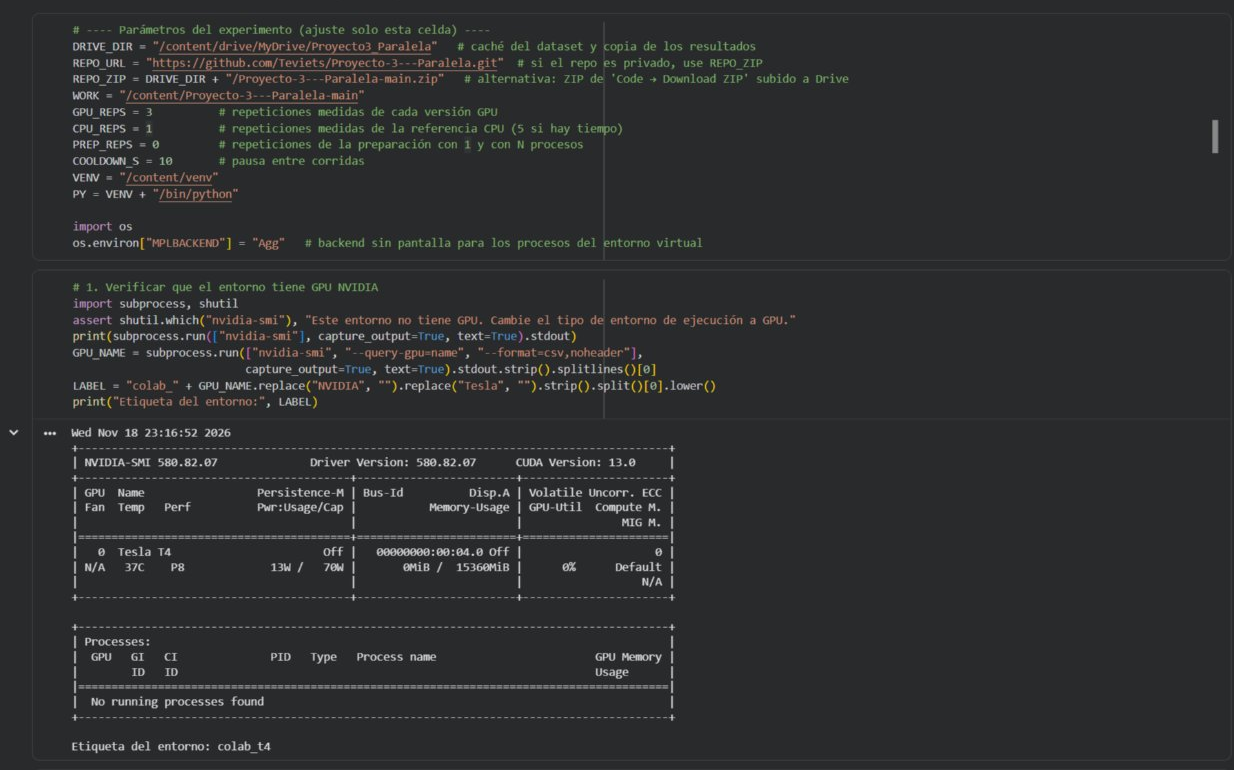 # ---- Parámetros del experimento (ajuste solo esta celda) ----
DRIVE_DIR = "/content/drive/MyDrive/Proyecto3_Paralela"   # caché del dataset y copia de los resultados
REPO_URL = "https://github.com/Teviets/Proyecto-3---Paralela.git"  # si el repo es privado, use REPO_ZIP
REPO_ZIP = DRIVE_DIR + "/Proyecto-3---Paralela-main.zip"   # alternativa: ZIP de 'Code → Download ZIP' subido a Drive
WORK = "/content/Proyecto-3---Paralela-main"
GPU_REPS = 3          # repeticiones medidas de cada versión GPU
CPU_REPS = 1          # repeticiones medidas de la referencia CPU (5 si hay tiempo)
PREP_REPS = 0         # repeticiones de la preparación con 1 y con N procesos
COOLDOWN_S = 10       # pausa entre corridas
VENV = "/content/venv"
PY = VENV + "/bin/python"
import os
os.environ["MPLBACKEND"] = "Agg"   # backend sin pantalla para los procesos del entorno virtual
# 1. Verificar que el entorno tiene GPU NVIDIA
import subprocess, shutil
assert shutil.which("nvidia-smi"), "Este entorno no tiene GPU. Cambie el tipo de entorno de ejecución a GPU."
print(subprocess.run(["nvidia-smi"], capture_output=True, text=True).stdout)
GPU_NAME = subprocess.run(["nvidia-smi", "--query-gpu=name", "--format=csv,noheader"],
                          capture_output=True, text=True).stdout.strip().splitlines()[0]
LABEL = "colab_" + GPU_NAME.replace("NVIDIA", "").replace("Tesla", "").strip().split()[0].lower()
print("Etiqueta del entorno:", LABEL)
Wed Nov 18 23:16:52 2026
+-----------------------------------------------------------------------------------------+
| NVIDIA-SMI 580.82.07              Driver Version: 580.82.07      CUDA Version: 13.0     |
+-----------------------------------------+------------------------+----------------------+
| GPU  Name                 Persistence-M | Bus-Id          Disp.A | Volatile Uncorr. ECC |
| Fan  Temp   Perf          Pwr:Usage/Cap |           Memory-Usage | GPU-Util  Compute M. |
|                                         |                        |               MIG M. |
|=========================================+========================+======================|
|   0  Tesla T4                       Off |   00000000:00:04.0 Off |                    0 |
| N/A   37C    P8             13W /   70W |       0MiB /  15360MiB |      0%      Default |
|                                         |                        |                  N/A |
+-----------------------------------------+------------------------+----------------------+
+-----------------------------------------------------------------------------------------+
| Processes:                                                                              |
|  GPU   GI   CI              PID   Type   Process name                        GPU Memory |
|        ID   ID                                                               Usage      |
|=========================================================================================|
|  No running processes found                                                             |
+-----------------------------------------------------------------------------------------+
Etiqueta del entorno: colab_t4